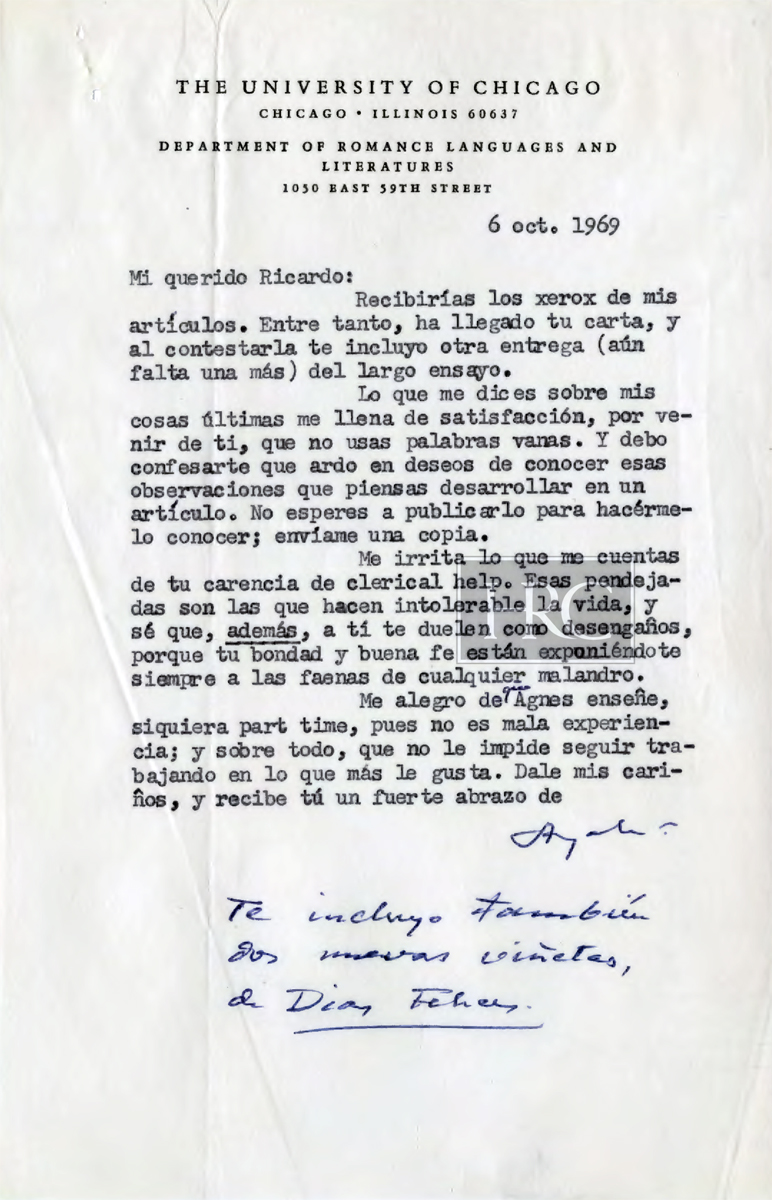 THE UNIVERSITY OF CHICAGO
CHICAGO • ILLINOIS 60637
DEPARTMENT OF ROMANCE LANGUAGES AND
LITERATURES
1050 EAST 59TH STREET
6 oct. 1969
Mi querido Ricardo:
Recibirías los xerox de mis
artículos. Entre tanto, ha llegado tu carta, y
al contestarla te incluyo otra entrega (aún
falta una más) del largo ensayo.
Lo que me dices sobre mis
cosas últimas me llena de satisfacción, por ve-
nir de ti, que no usas palabras vanas. Y debo
confesarte que ardo en deseos de conocer esas
observaciones que piensas desarrollar en un
artículo. No esperes a publicarlo para hacérme-
lo conocer; envíame una copia.
Me irrita lo que me cuentas
de tu carencia de clerical help. Esas pendeja-
das son las que hacen intolerable la vida, y
sé que, además, a tí te duelen como desengaños,
porque tu bondad y buena fe están exponiéndote
siempre a las faenas de cualquier malandro.
Me alegro de que Agnes enseñe,
siquiera part time, pues no es mala experien-
cia; y sobre todo, que no le impide seguir tra-
bajando en lo que más le gusta. Dale mis cari-
ños, y recibe tú un fuerte abrazo de
Ayala
Te incluyo también
dos nuevas viñetas,
de Días Felices.
FRC